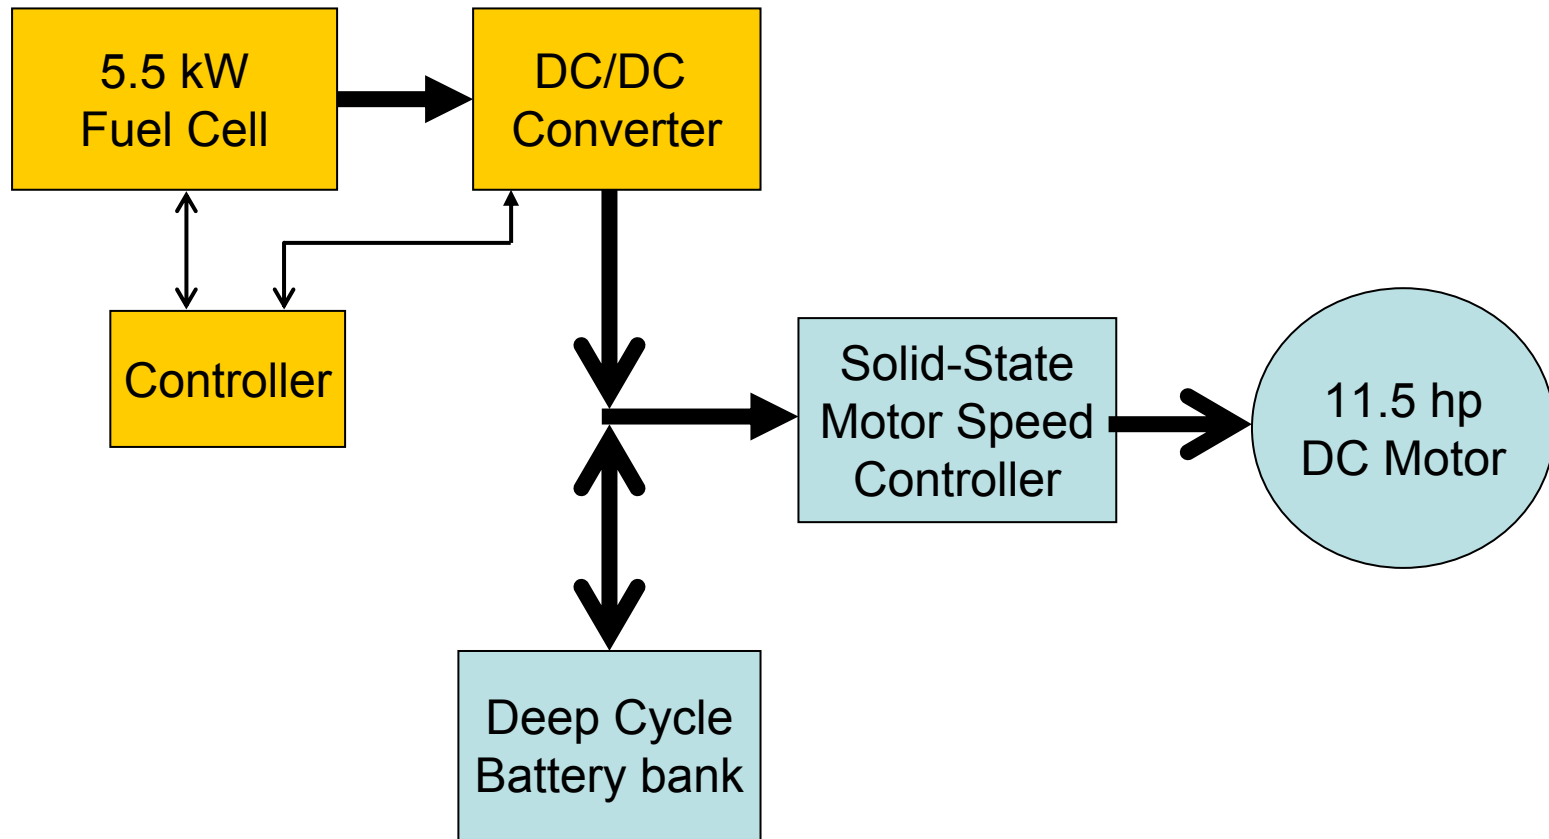 5.5 kW
Fuel Cell
DC/DC
Converter
Controller
Solid-State
Motor Speed
Controller
11.5 hp
DC Motor
Deep Cycle
Battery bank